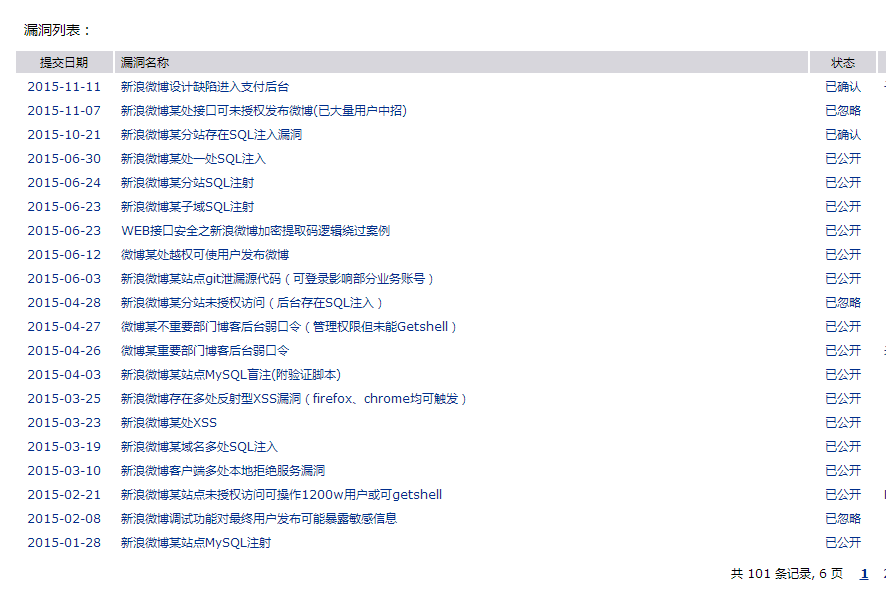 漏洞列表：
提交日期 漏洞名称 状态
2015-11-11 新浪微博设计缺陷进入支付后台 已确认
2015-11-07 新浪微博某处接口可未授权发布微博(已大量用户中招) 已忽略
2015-10-21 新浪微博某分站存在SQL注入漏洞 已确认
2015-06-30 新浪微博某处一处SQL注入 已公开
2015-06-24 新浪微博某分站SQL注射 已公开
2015-06-23 新浪微博某子域SQL注射 已公开
2015-06-23 WEB接口安全之新浪微博加密提取码逻辑绕过案例 已公开
2015-06-12 微博某处越权可使用户发布微博 已公开
2015-06-03 新浪微博某站点git泄漏源代码（可登录影响部分业务账号） 已公开
2015-04-28 新浪微博某分站未授权访问（后台存在SQL注入） 已忽略
2015-04-27 微博某不重要部门博客后台弱口令（管理权限但未能Getshell） 已公开
2015-04-26 微博某重要部门博客后台弱口令 已公开
2015-04-03 新浪微博某站点MySQL盲注(附验证脚本) 已公开
2015-03-25 新浪微博存在多处反射型XSS漏洞（firefox、chrome均可触发） 已公开
2015-03-23 新浪微博某处XSS 已公开
2015-03-19 新浪微博某域名多处SQL注入 已公开
2015-03-10 新浪微博客户端多处本地拒绝服务漏洞 已公开
2015-02-21 新浪微博某站点未授权访问可操作1200w用户或可getshell 已公开
2015-02-08 新浪微博调试功能对最终用户发布可能暴露敏感信息 已忽略
2015-01-28 新浪微博某站点MySQL注射 已公开
共 101 条记录, 6 页 1